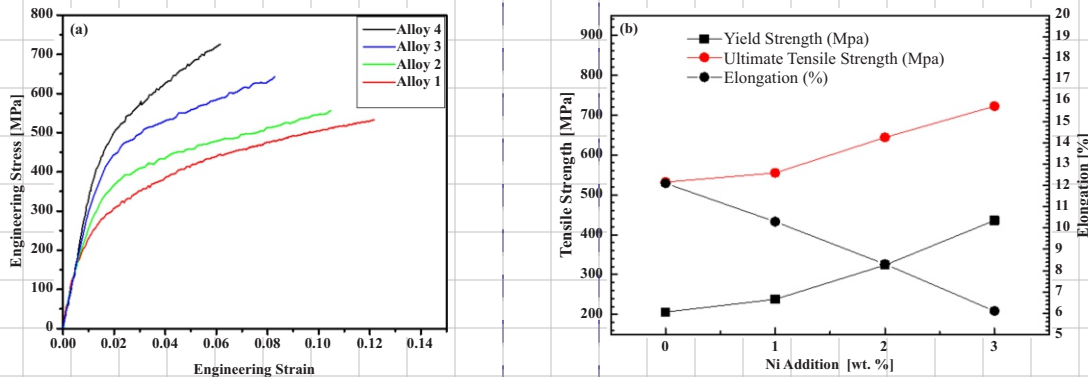 (a)
Alloy 4
Alloy 3
Alloy 2
Alloy 1
800
700
600
500
400
300
200
100
000
Engineering Stress [MPa]
0.00 0.02 0.04 0.06 0.08 0.10 0.12 0.14
Engineering Strain
(b)
Yield Strength (Mpa)
Ultimate Tensile Strength (Mpa)
Elongation (%)
900
800
700
600
500
400
300
200
Tensile Strength [MPa]
20
19
18
17
16
15
14
13
12
10
10
9
8
7
6
5
Elongation [%]
0 1 2 3
Ni Addition [wt. %]